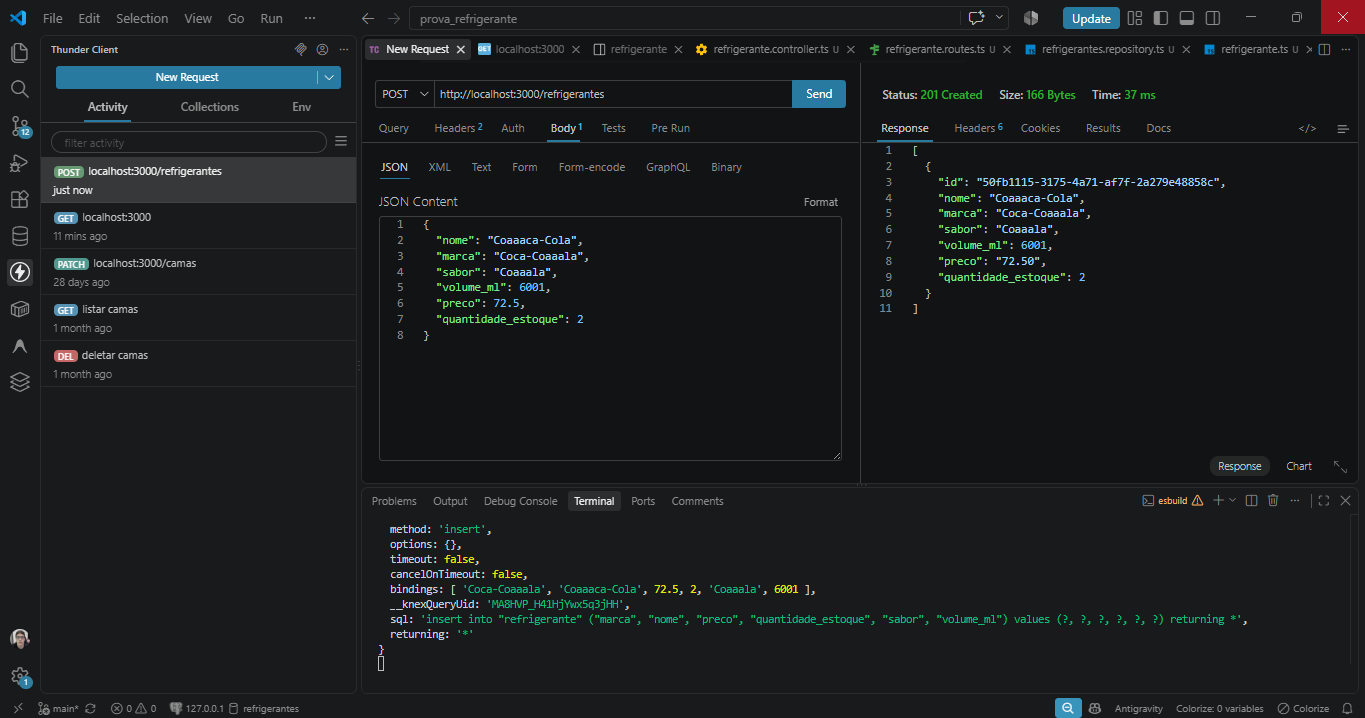 File Edit Selection View Go Run ··· prova_refrigerante Update
Thunder Client
New Request
Activity Collections Env
filter activity
POST localhost:3000/refrigerantes
just now
GET localhost:3000
11 mins ago
PATCH localhost:3000/camas
28 days ago
GET listar camas
1 month ago
DEL deletar camas
1 month ago
12
1
TC New Request GET localhost:3000 refrigerante refrigerante.controller.ts U refrigerante.routes.ts U refrigerantes.repository.ts U refrigerante.ts U
POST http://localhost:3000/refrigerantes Send
Query Headers 2 Auth Body 1 Tests Pre Run
JSON XML Text Form Form-encode GraphQL Binary
JSON Content Format
1 {
2 "nome": "Coaaaca-Cola",
3 "marca": "Coca-Coaaala",
4 "sabor": "Coaaala",
5 "volume_ml": 6001,
6 "preco": 72.5,
7 "quantidade_estoque": 2
8 }
Status: 201 Created Size: 166 Bytes Time: 37 ms
Response Headers 6 Cookies Results Docs </>
1 [
2 {
3 "id": "50fb1115-3175-4a71-af7f-2a279e48858c",
4 "nome": "Coaaaca-Cola",
5 "marca": "Coca-Coaaala",
6 "sabor": "Coaaala",
7 "volume_ml": 6001,
8 "preco": "72.50",
9 "quantidade_estoque": 2
10 }
11 ]
Response Chart
Problems Output Debug Console Terminal Ports Comments esbuild
method: 'insert',
options: {},
timeout: false,
cancelOnTimeout: false,
bindings: [ 'Coca-Coaaala', 'Coaaaca-Cola', 72.5, 2, 'Coaaala', 6001 ],
__knexQueryUid: 'MA8HVP_H41HjYwx5q3jHH',
sql: 'insert into "refrigerante" ("marca", "nome", "preco", "quantidade_estoque", "sabor", "volume_ml") values (?, ?, ?, ?, ?, ?) returning *',
returning: '*'
}
main* 0 0 127.0.0.1 refrigerantes Antigravity Colorize: 0 variables Colorize